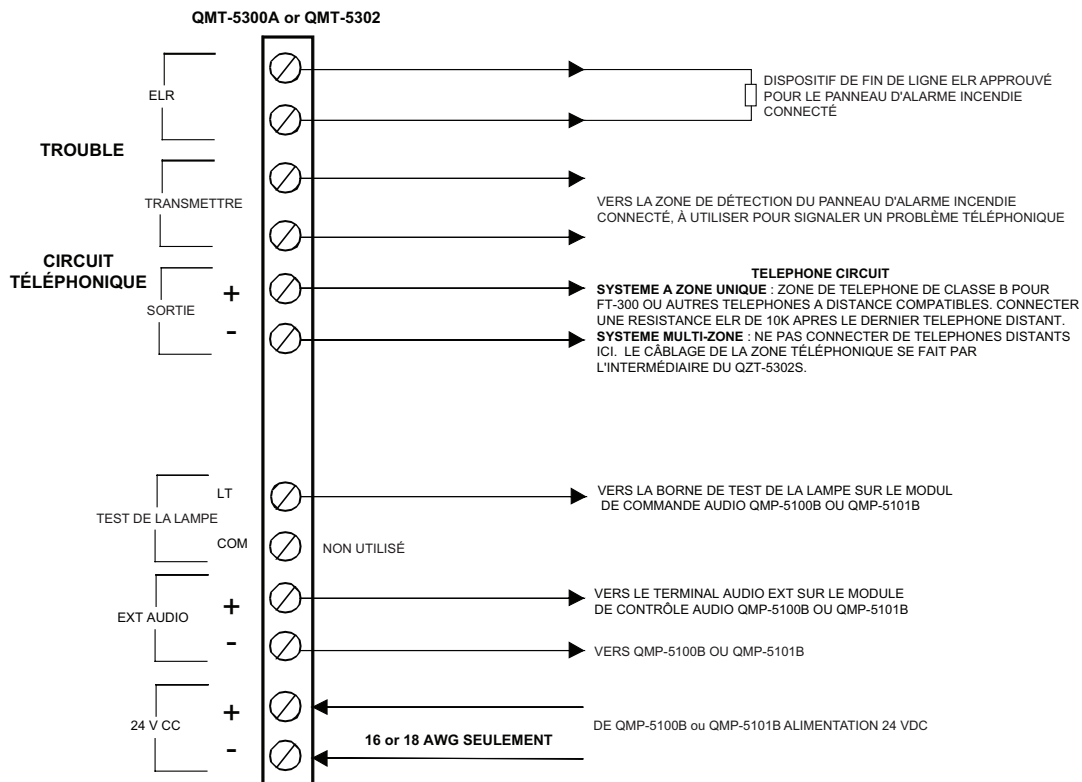 QMT-5300A or QMT-5302
ELR
DISPOSITIF DE FIN DE LIGNE ELR APPROUVÉ
POUR LE PANNEAU D'ALARME INCENDIE
CONNECTÉ
TROUBLE
TRANSMETTRE
VERS LA ZONE DE DÉTECTION DU PANNEAU D'ALARME INCENDIE
CONNECTÉ, À UTILISER POUR SIGNALER UN PROBLÈME TÉLÉPHONIQUE
CIRCUIT
TÉLÉPHONIQUE
SORTIE
+
-
TELEPHONE CIRCUIT
SYSTEME A ZONE UNIQUE : ZONE DE TELEPHONE DE CLASSE B POUR
FT-300 OU AUTRES TELEPHONES A DISTANCE COMPATIBLES. CONNECTER
UNE RESISTANCE ELR DE 10K APRES LE DERNIER TELEPHONE DISTANT.
SYSTEME MULTI-ZONE : NE PAS CONNECTER DE TELEPHONES DISTANTS
ICI. LE CÂBLAGE DE LA ZONE TÉLÉPHONIQUE SE FAIT PAR
L'INTERMÉDIAIRE DU QZT-5302S.
TEST DE LA LAMPE
LT
VERS LA BORNE DE TEST DE LA LAMPE SUR LE MODUL
DE COMMANDE AUDIO QMP-5100B OU QMP-5101B
COM
NON UTILISÉ
EXT AUDIO
+
VERS LE TERMINAL AUDIO EXT SUR LE MODULE
DE CONTRÔLE AUDIO QMP-5100B OU QMP-5101B
-
VERS QMP-5100B OU QMP-5101B
24 V CC
+
-
DE QMP-5100B ou QMP-5101B ALIMENTATION 24 VDC
16 or 18 AWG SEULEMENT